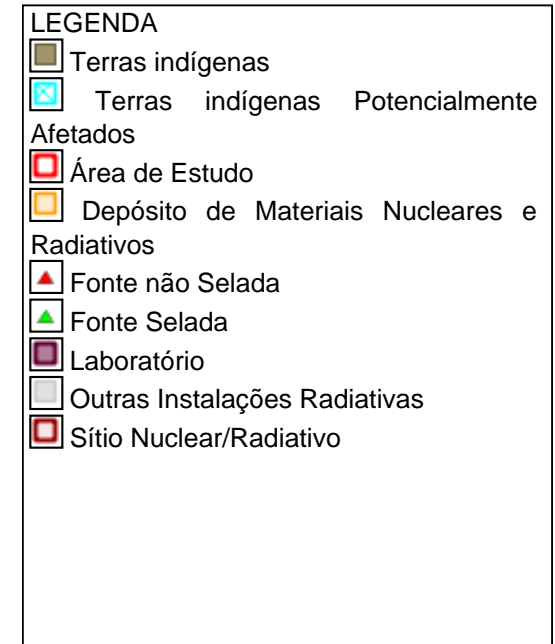 LEGENDA
Terras indígenas
Terras indígenas Potencialmente
Afetados
Área de Estudo
Depósito de Materiais Nucleares e
Radiativos
Fonte não Selada
Fonte Selada
Laboratório
Outras Instalações Radiativas
Sítio Nuclear/Radiativo